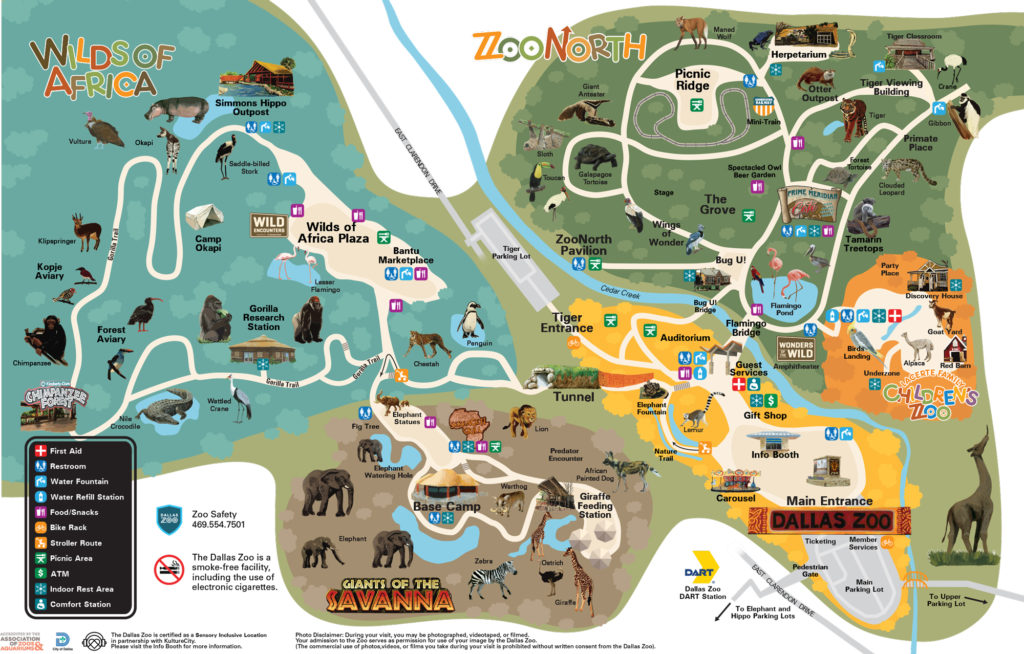 WILDS OF
AFRICA
Simmons Hippo
Outpost
Vulture
Okapi
Saddle-billed
Stork
WILD
ENCOUNTERS
Wilds of
Africa Plaza
Camp
Okapi
Klipspringer
Gorilla Trail
Kopje
Aviary
Bantu
Marketplace
Lesser
Flamingo
Forest
Aviary
Gorilla
Research
Station
Chimpanzee
Penguin
Cheetah
Gorilla Trail
Gorilla Trail
Kimberly-Clark
CHIMPANZEE
FOREST
Nile
Crocodile
Wattled
Crane
EAST CLARENDON DRIVE
Tiger
Parking Lot
ZOONORTH
Maned
Wolf
Herpetarium
Tiger Classroom
Picnic
Ridge
Otter
Outpost
Tiger Viewing
Building
Crane
Giant
Anteater
Mini-Train
Tiger
Gibbon
Primate
Place
Sloth
Galapagos
Tortoise
Toucan
Spectacled Owl
Beer Garden
Forest
Tortoise
Clouded
Leopard
Stage
The
Grove
PRIME MERIDIAN
CAFE
Wings
of
Wonder
Tamarin
Treetops
ZooNorth
Pavilion
Bug U!
Cedar Creek
Bug U!
Bridge
Flamingo
Pond
Flamingo
Bridge
Party
Place
Discovery House
Tiger
Entrance
Auditorium
WONDERS
OF THE
WILD
Amphitheater
Birds
Landing
Goat Yard
Alpaca
Red Barn
Underzone
LACERTE FAMILY
CHILDREN'S
ZOO
Guest
Services
Gift Shop
Tunnel
Elephant
Fountain
Lemur
Nature
Trail
Info Booth
Carousel
Main Entrance
DALLAS ZOO
Ticketing
Member
Services
Pedestrian
Gate
Main
Parking Lot
EAST CLARENDON DRIVE
DART
Dallas Zoo
DART Station
To Elephant and
Hippo Parking Lots
To Upper
Parking Lot
Fig Tree
Elephant
Statues
Lion
Elephant
Watering Hole
Predator
Encounter
African
Painted Dog
Warthog
Base Camp
Giraffe
Feeding
Station
Elephant
Zebra
Ostrich
Giraffe
GIANTS OF THE
SAVANNA
First Aid
Restroom
Water Fountain
Water Refill Station
Food/Snacks
Bike Rack
Stroller Route
Picnic Area
ATM
Indoor Rest Area
Comfort Station
DALLAS
ZOO
Zoo Safety
469.554.7501
The Dallas Zoo is a
smoke-free facility,
including the use of
electronic cigarettes.
ACCREDITED BY THE
ASSOCIATION
OF ZOOS
AQUARIUMS &
City of Dallas
The Dallas Zoo is certified as a Sensory Inclusive Location
in partnership with KultureCity.
Please visit the Info Booth for more information.
Photo Disclaimer: During your visit, you may be photographed, videotaped, or filmed.
Your admission to the Zoo serves as permission for use of your image by the Dallas Zoo.
(The commercial use of photos,videos, or films you take during your visit is prohibited without written consent from the Dallas Zoo).